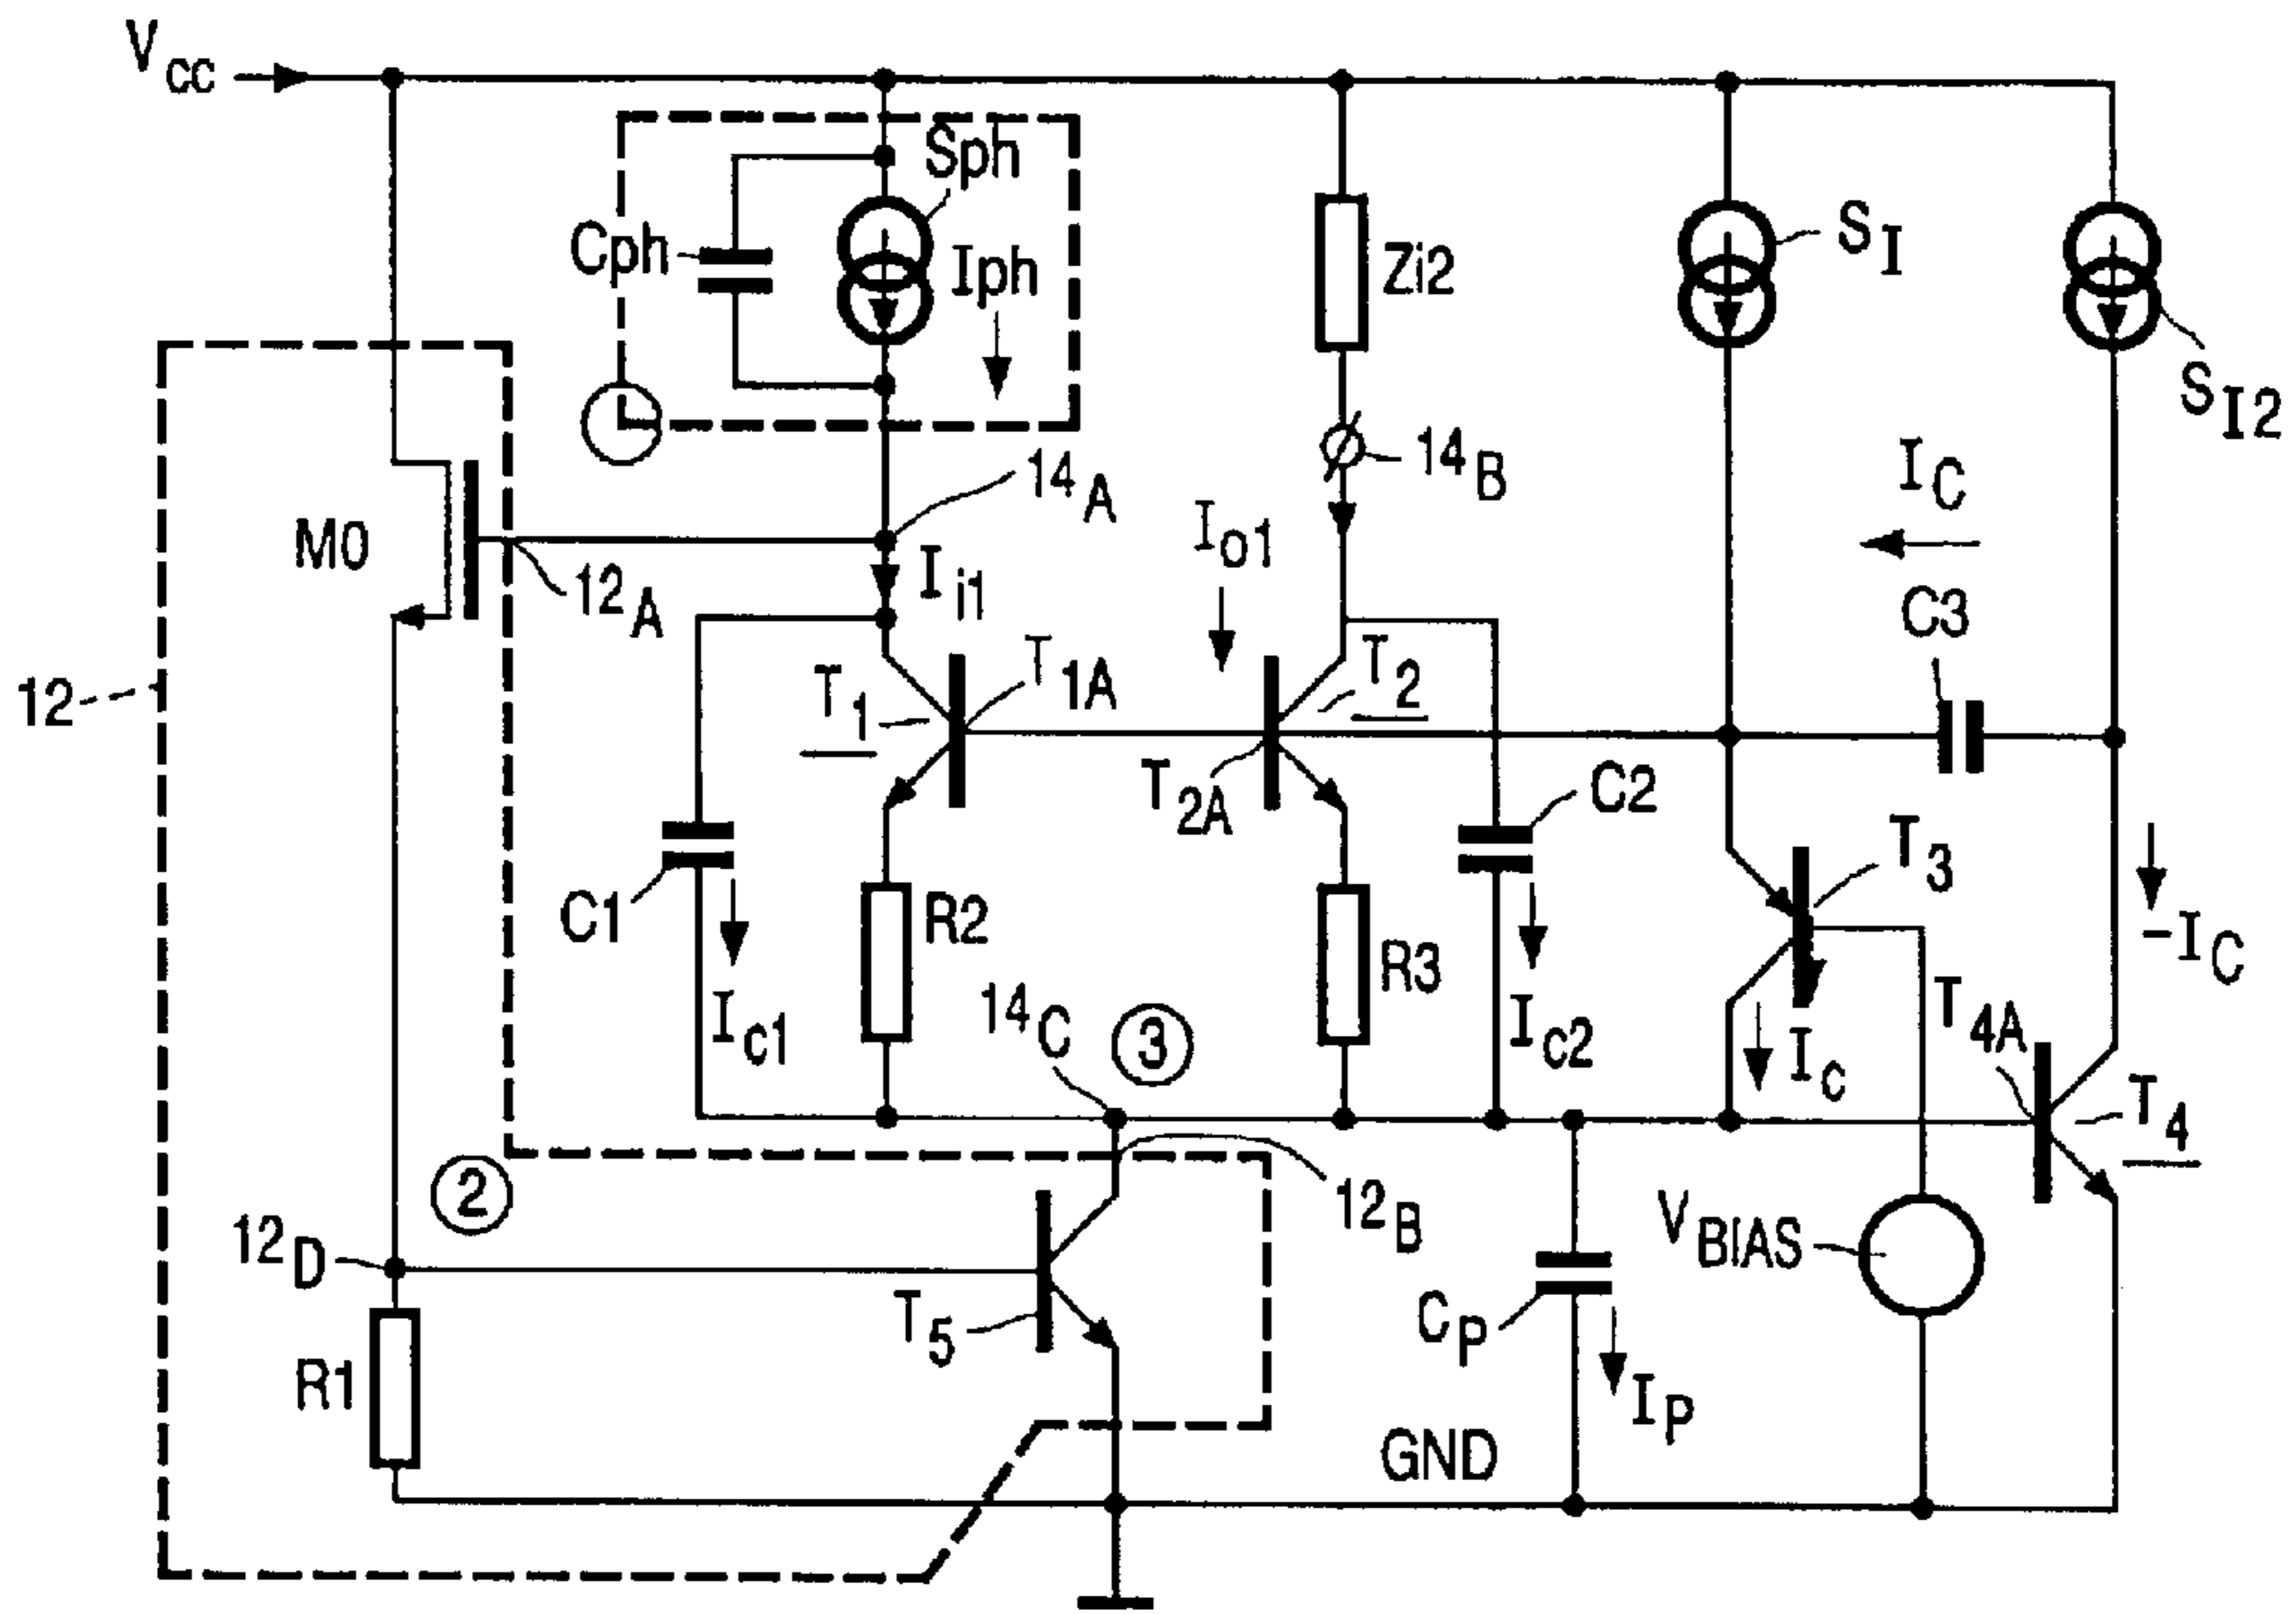 VCC
Sph
Cph
Iph
Zi2
SI
SI2
14A
14B
IC
M0
12A
Ii1
Io1
C3
12
T1
T1A
T2
T2A
C2
T3
C1
R2
R3
-IC
Ic1
14C
3
Ic2
Ic
T4A
T4
2
12D
12B
VBIAS
T5
CP
R1
IP
GND